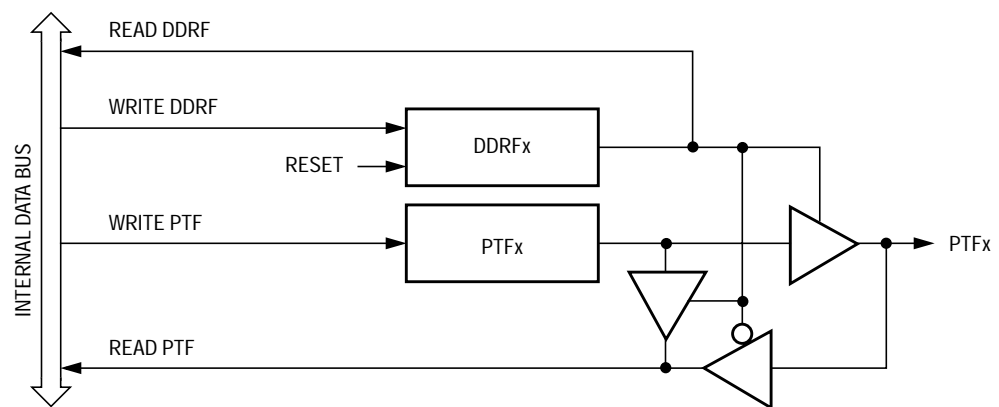 READ DDRF
WRITE DDRF
DDRFx
RESET
INTERNAL DATA BUS
WRITE PTF
PTFx
PTFx
READ PTF